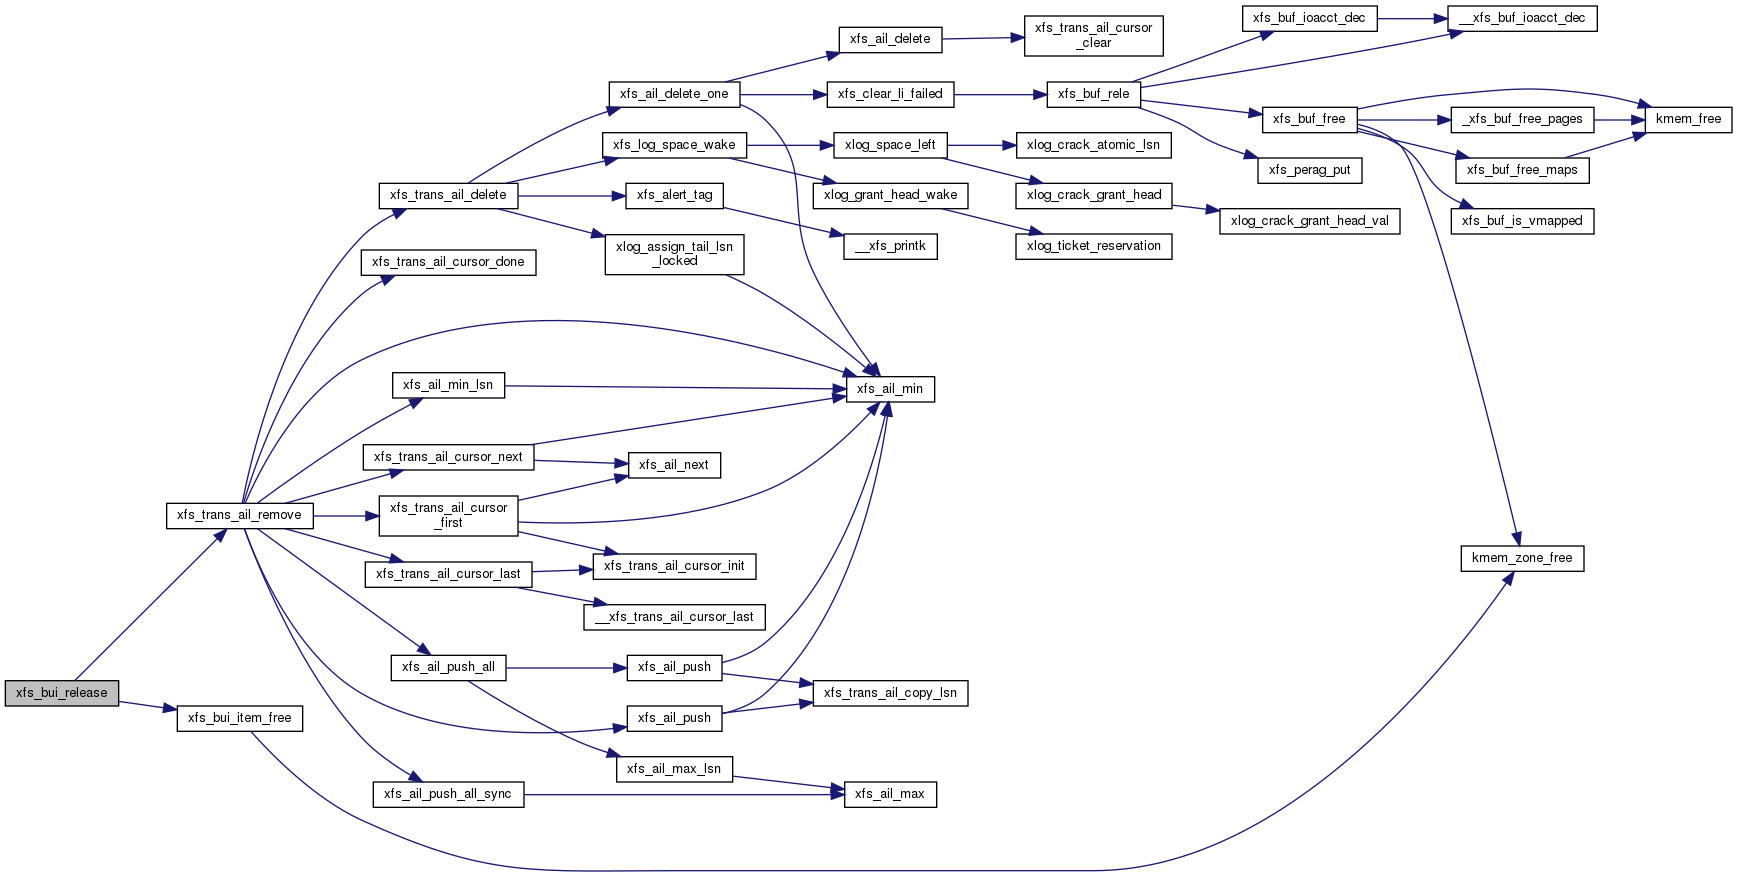 xfs_buf_ioacct_dec
__xfs_buf_ioacct_dec
xfs_trans_ail_cursor
_clear
xfs_ail_delete
xfs_ail_delete_one
xfs_clear_li_failed
xfs_buf_rele
xfs_buf_free
_xfs_buf_free_pages
kmem_free
xfs_log_space_wake
xlog_space_left
xlog_crack_atomic_lsn
xfs_perag_put
xfs_buf_free_maps
xfs_trans_ail_delete
xfs_alert_tag
xlog_grant_head_wake
xlog_crack_grant_head
xlog_crack_grant_head_val
xfs_buf_is_vmapped
xlog_assign_tail_lsn
_locked
__xfs_printk
xlog_ticket_reservation
xfs_trans_ail_cursor_done
xfs_ail_min_lsn
xfs_ail_min
xfs_trans_ail_cursor_next
xfs_ail_next
xfs_trans_ail_remove
xfs_trans_ail_cursor
_first
xfs_trans_ail_cursor_last
xfs_trans_ail_cursor_init
kmem_zone_free
__xfs_trans_ail_cursor_last
xfs_ail_push_all
xfs_ail_push
xfs_bui_release
xfs_trans_ail_copy_lsn
xfs_bui_item_free
xfs_ail_push
xfs_ail_max_lsn
xfs_ail_push_all_sync
xfs_ail_max